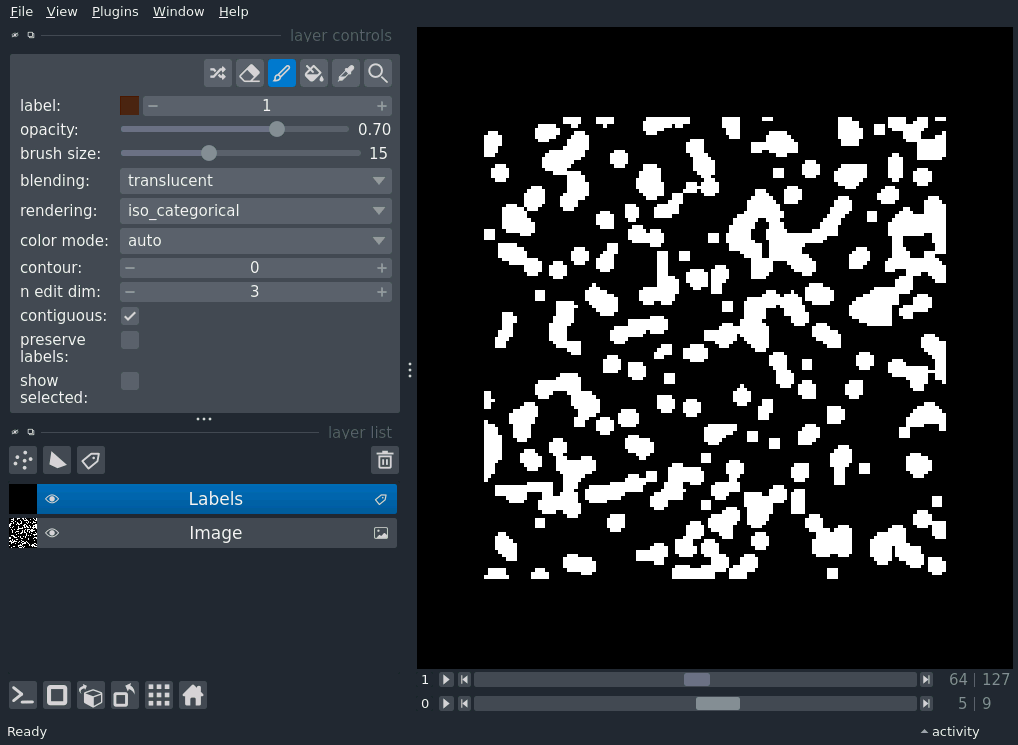 File View Plugins Window Help
layer controls
label: 1
opacity: 0.70
brush size: 15
blending: translucent
rendering: iso_categorical
color mode: auto
contour: 0
n edit dim: 3
contiguous:
preserve
labels:
show
selected:
layer list
Labels
Image
1 64 | 127
0 5 | 9
Ready activity